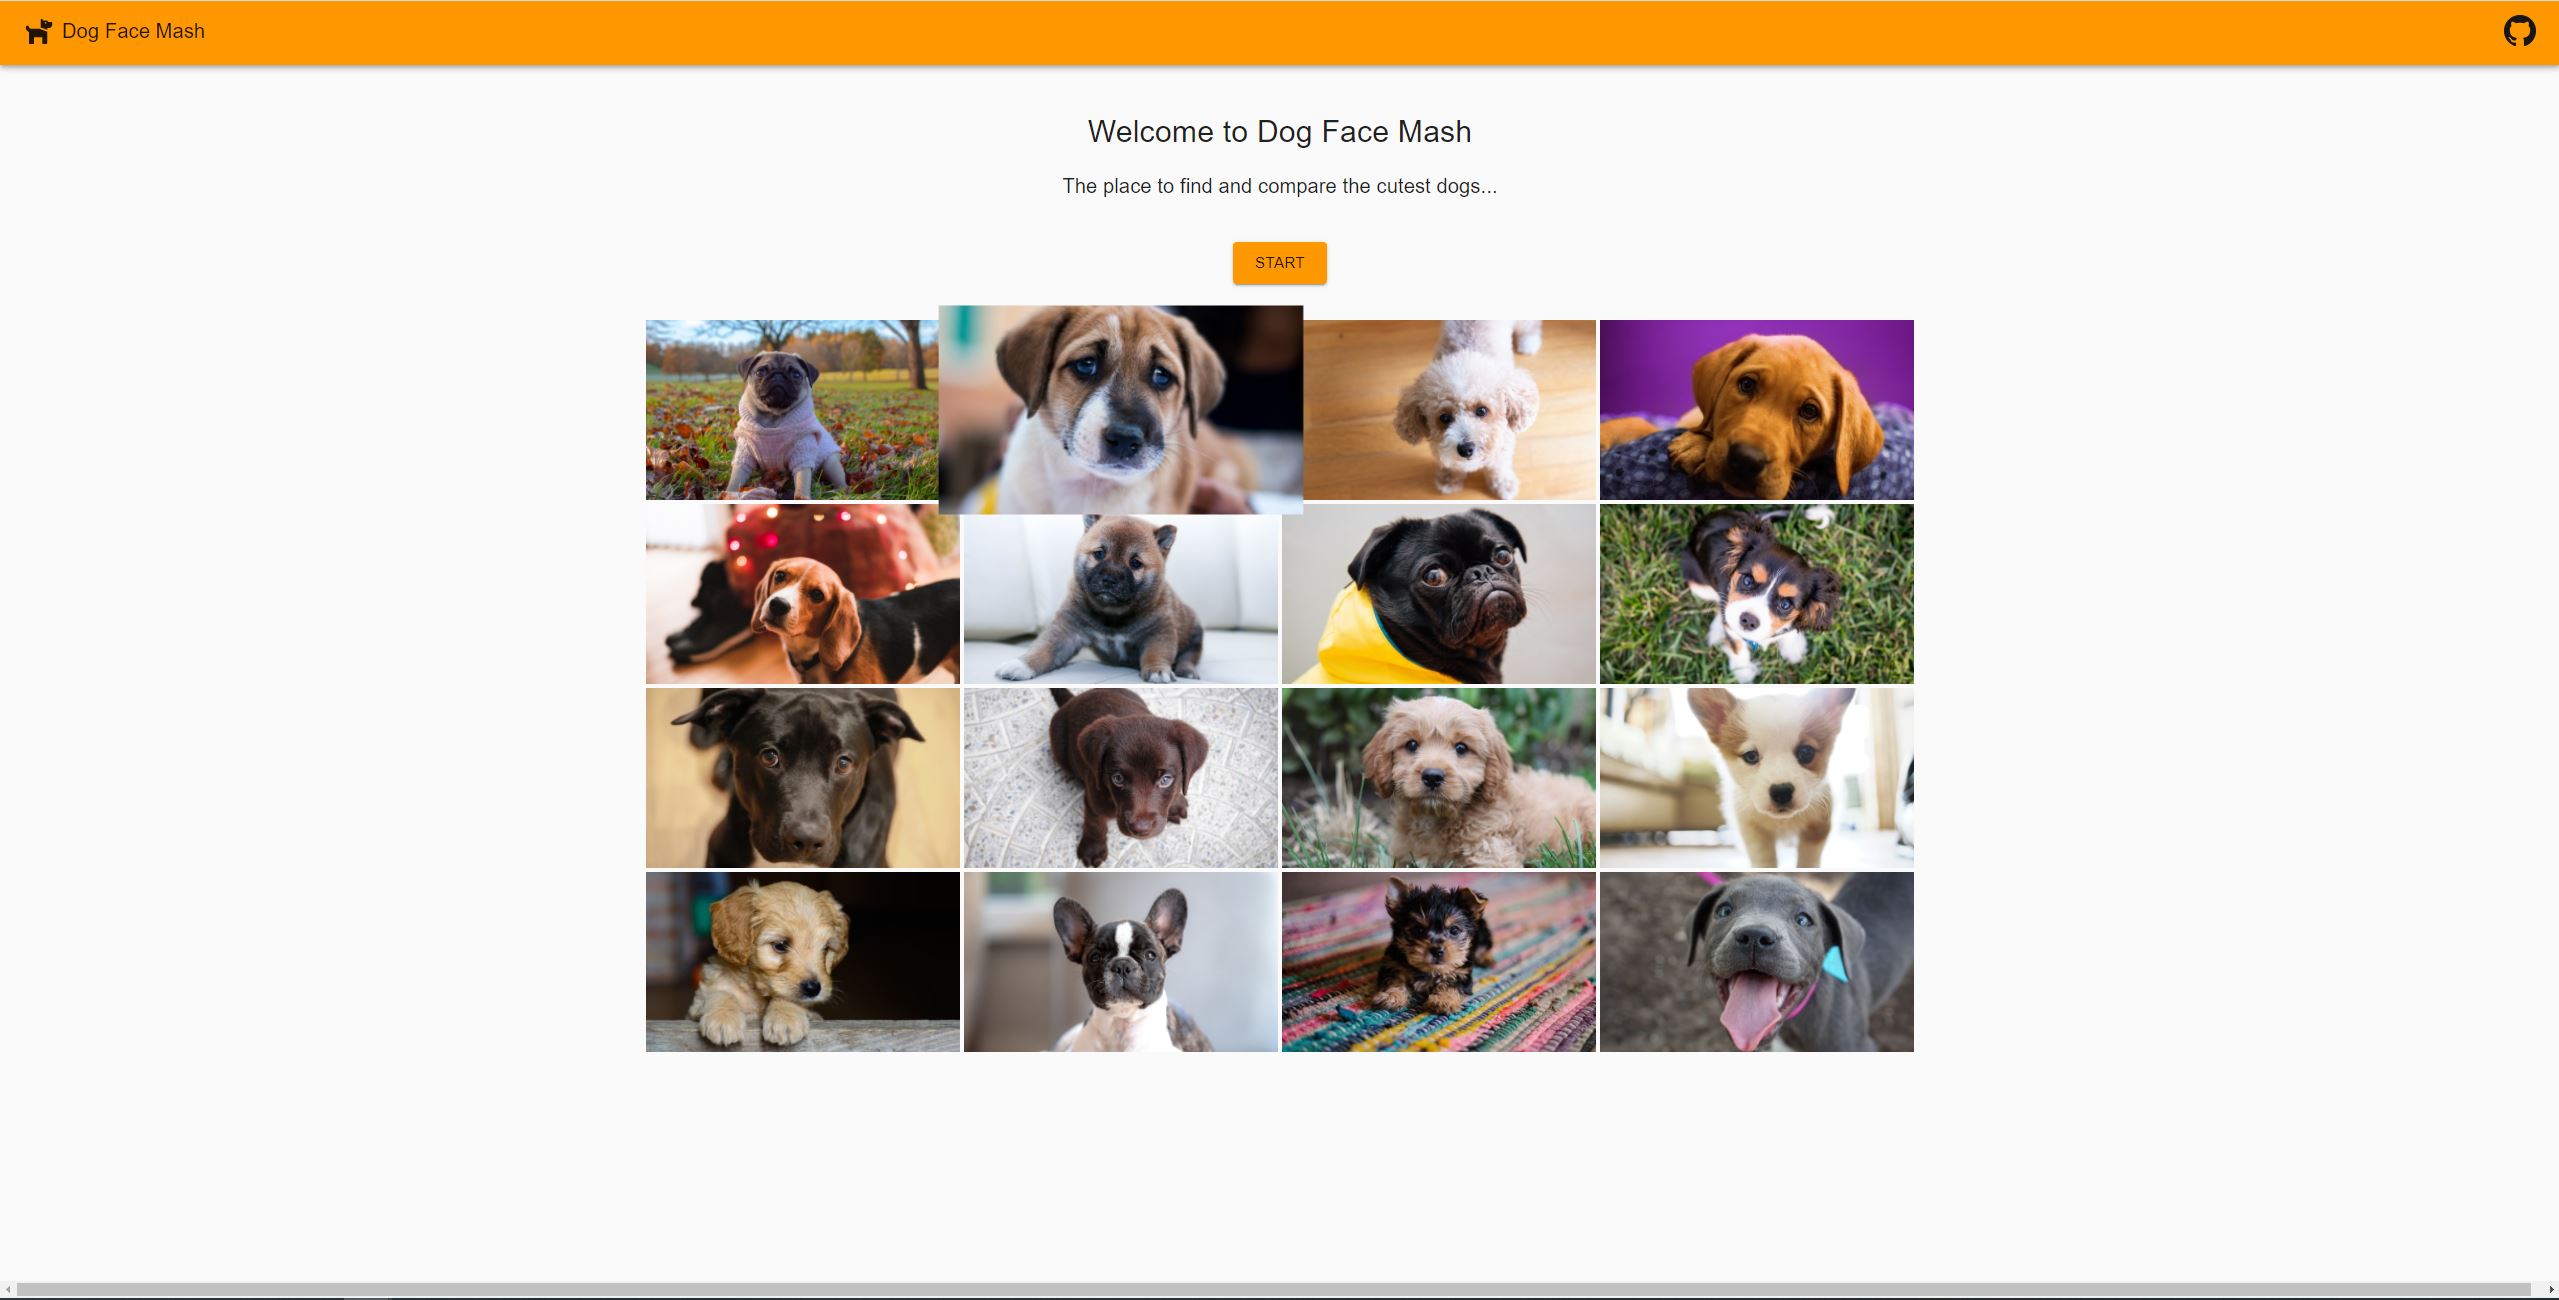 Dog Face Mash
Welcome to Dog Face Mash
The place to find and compare the cutest dogs...
START